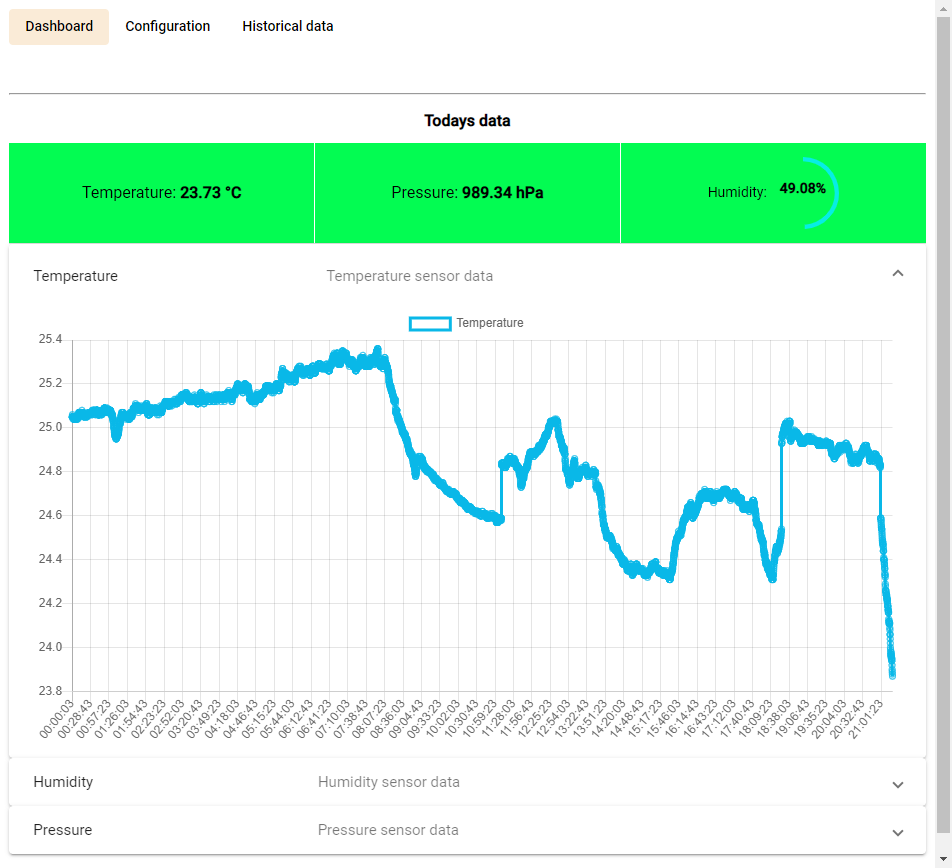 Dashboard Configuration Historical data
Todays data
Temperature: 23.73 °C Pressure: 989.34 hPa Humidity: 49.08%
Temperature Temperature sensor data
Temperature
25.4
25.2
25.0
24.8
24.6
24.4
24.2
24.0
23.8
00:00:03 00:28:43 00:57:23 01:26:03 01:54:43 02:23:23 02:52:03 03:20:43 03:49:23 04:18:03 04:46:43 05:15:23 05:44:03 06:12:43 06:41:23 07:10:03 07:38:43 08:07:23 08:36:03 09:04:43 09:33:23 10:02:03 10:30:43 10:59:23 11:28:03 11:56:43 12:25:23 12:54:03 13:22:43 13:51:23 14:20:03 14:48:43 15:17:23 15:46:03 16:14:43 16:43:23 17:12:03 17:40:43 18:09:23 18:38:03 19:06:43 19:35:23 20:04:03 20:32:43 21:01:23
Humidity Humidity sensor data
Pressure Pressure sensor data